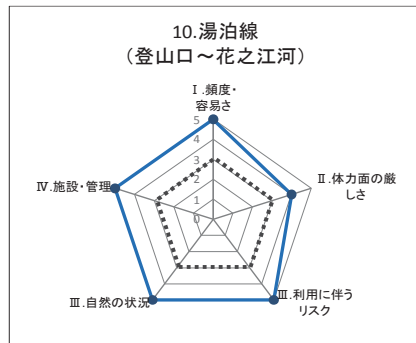 10.湯泊線
（登山口～花之江河）
Ⅰ.頻度・
容易さ
5
4
3
2
1
0
Ⅱ.体力面の厳
しさ
Ⅲ.利用に伴う
リスク
Ⅲ.自然の状況
Ⅳ.施設・管理